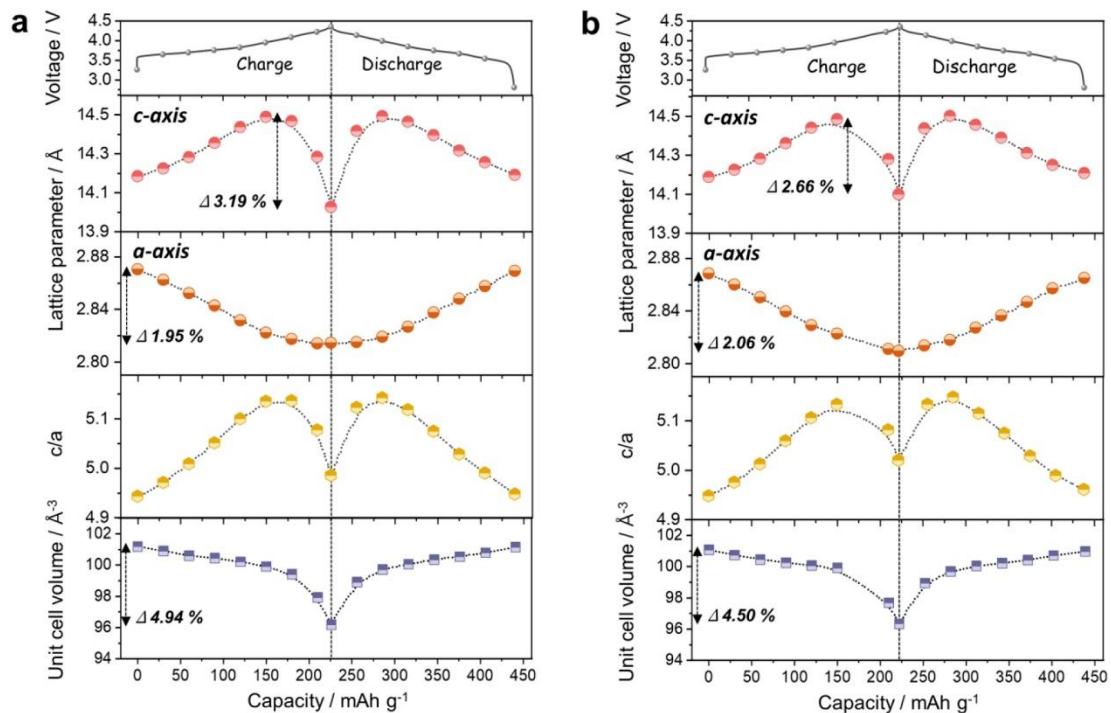 a
Voltage / V
4.5
4.0
3.5
3.0
Charge
Discharge
Lattice parameter / Å
c-axis
14.5
14.3
14.1
13.9
Δ 3.19 %
a-axis
2.88
2.84
2.80
Δ 1.95 %
c/a
5.1
5.0
4.9
Unit cell volume / Å-3
102
100
98
96
94
Δ 4.94 %
0 50 100 150 200 250 300 350 400 450
Capacity / mAh g-1
b
Voltage / V
4.5
4.0
3.5
3.0
Charge
Discharge
Lattice parameter / Å
c-axis
14.5
14.3
14.1
13.9
Δ 2.66 %
a-axis
2.88
2.84
2.80
Δ 2.06 %
c/a
5.1
5.0
4.9
Unit cell volume / Å-3
102
100
98
96
94
Δ 4.50 %
0 50 100 150 200 250 300 350 400 450
Capacity / mAh g-1